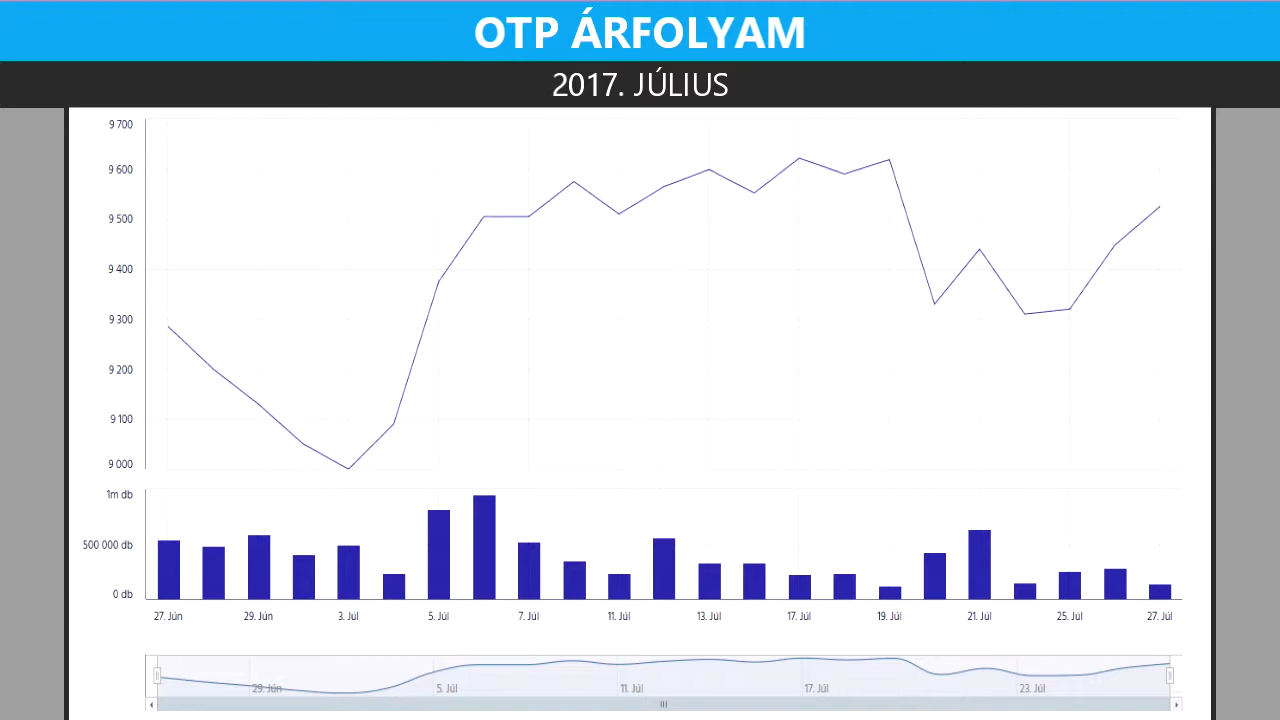 OTP ÁRFOLYAM
2017. JÚLIUS
9 700
9 600
9 500
9 400
9 300
9 200
9 100
9 000
1m db
500 000 db
0 db
27. Jún 29. Jún 3. Júl 5. Júl 7. Júl 11. Júl 13. Júl 17. Júl 19. Júl 21. Júl 25. Júl 27. Júl
29. Jún 5. Júl 11. Júl 17. Júl 23. Júl ...